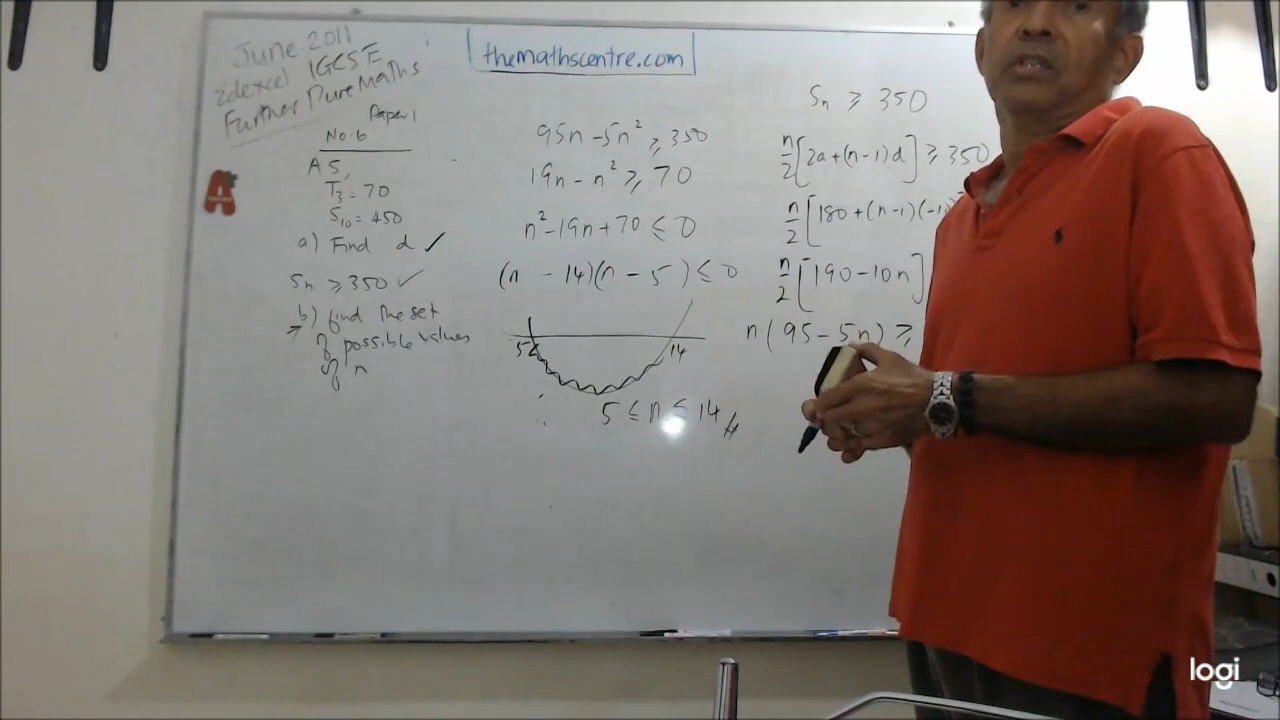 June 2011
Edexcel IGCSE
Further Pure Maths
Paper 1
No. 6
A S,
T₃ = 70
S₁₀ = 450
a) Find d ✓
Sn ≥ 350 ✓
b) find the set
of possible values
of n
themathscentre.com
95n - 5n² ≥ 350
19n - n² ≥ 70
n² - 19n + 70 ≤ 0
(n - 14)(n - 5) ≤ 0
5 14
∴ 5 ≤ n ≤ 14
Sn ≥ 350
n/2 [2a + (n-1)d] ≥ 350
n/2 [180 + (n-1)(-1
n/2 [190 - 10n]
n(95 - 5n) ≥
A
logi